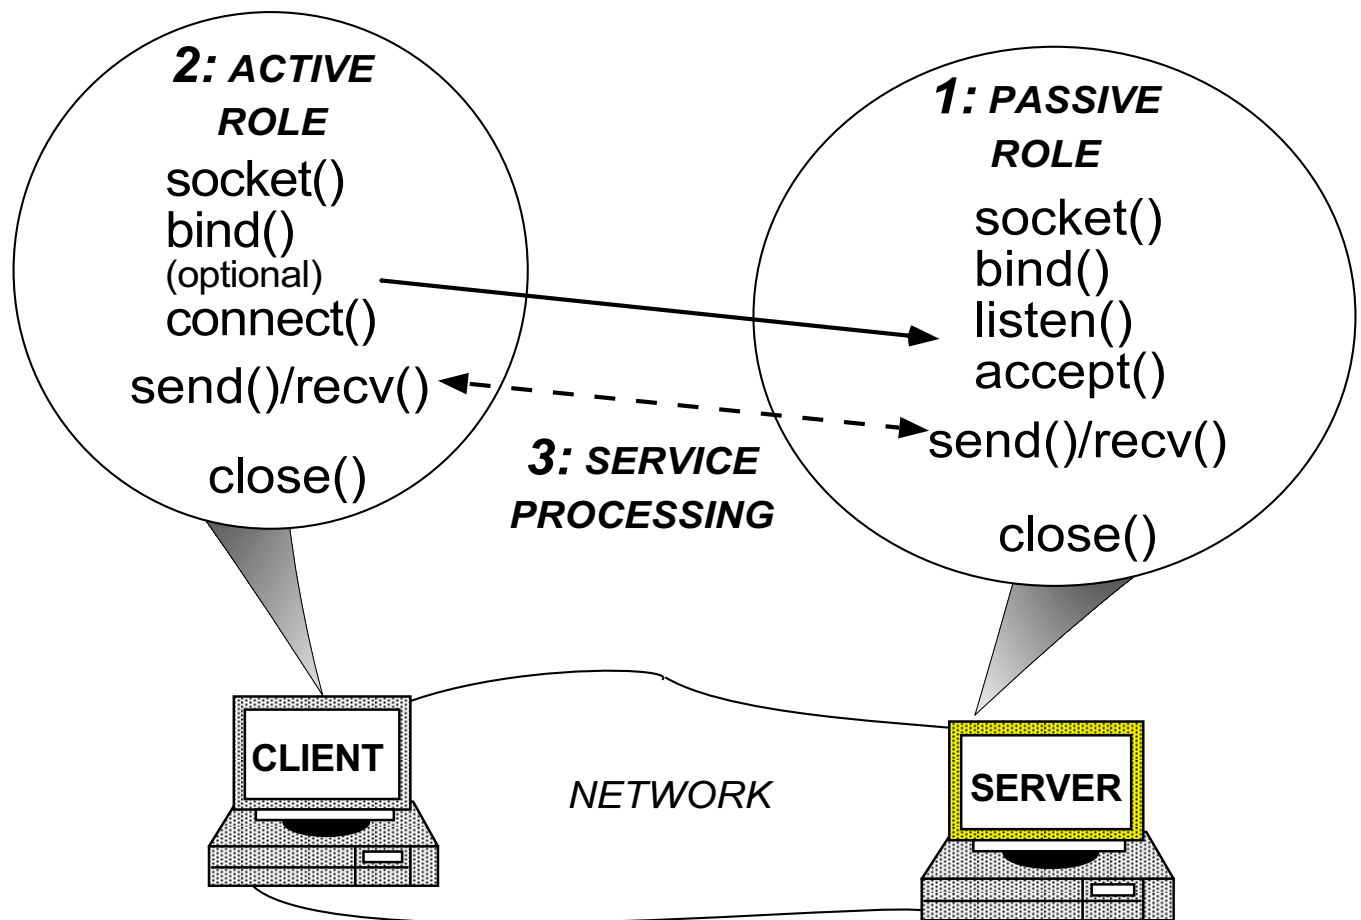 2: ACTIVE
ROLE
socket()
bind()
(optional)
connect()
send()/recv()
close()
1: PASSIVE
ROLE
socket()
bind()
listen()
accept()
send()/recv()
close()
3: SERVICE
PROCESSING
CLIENT
NETWORK
SERVER